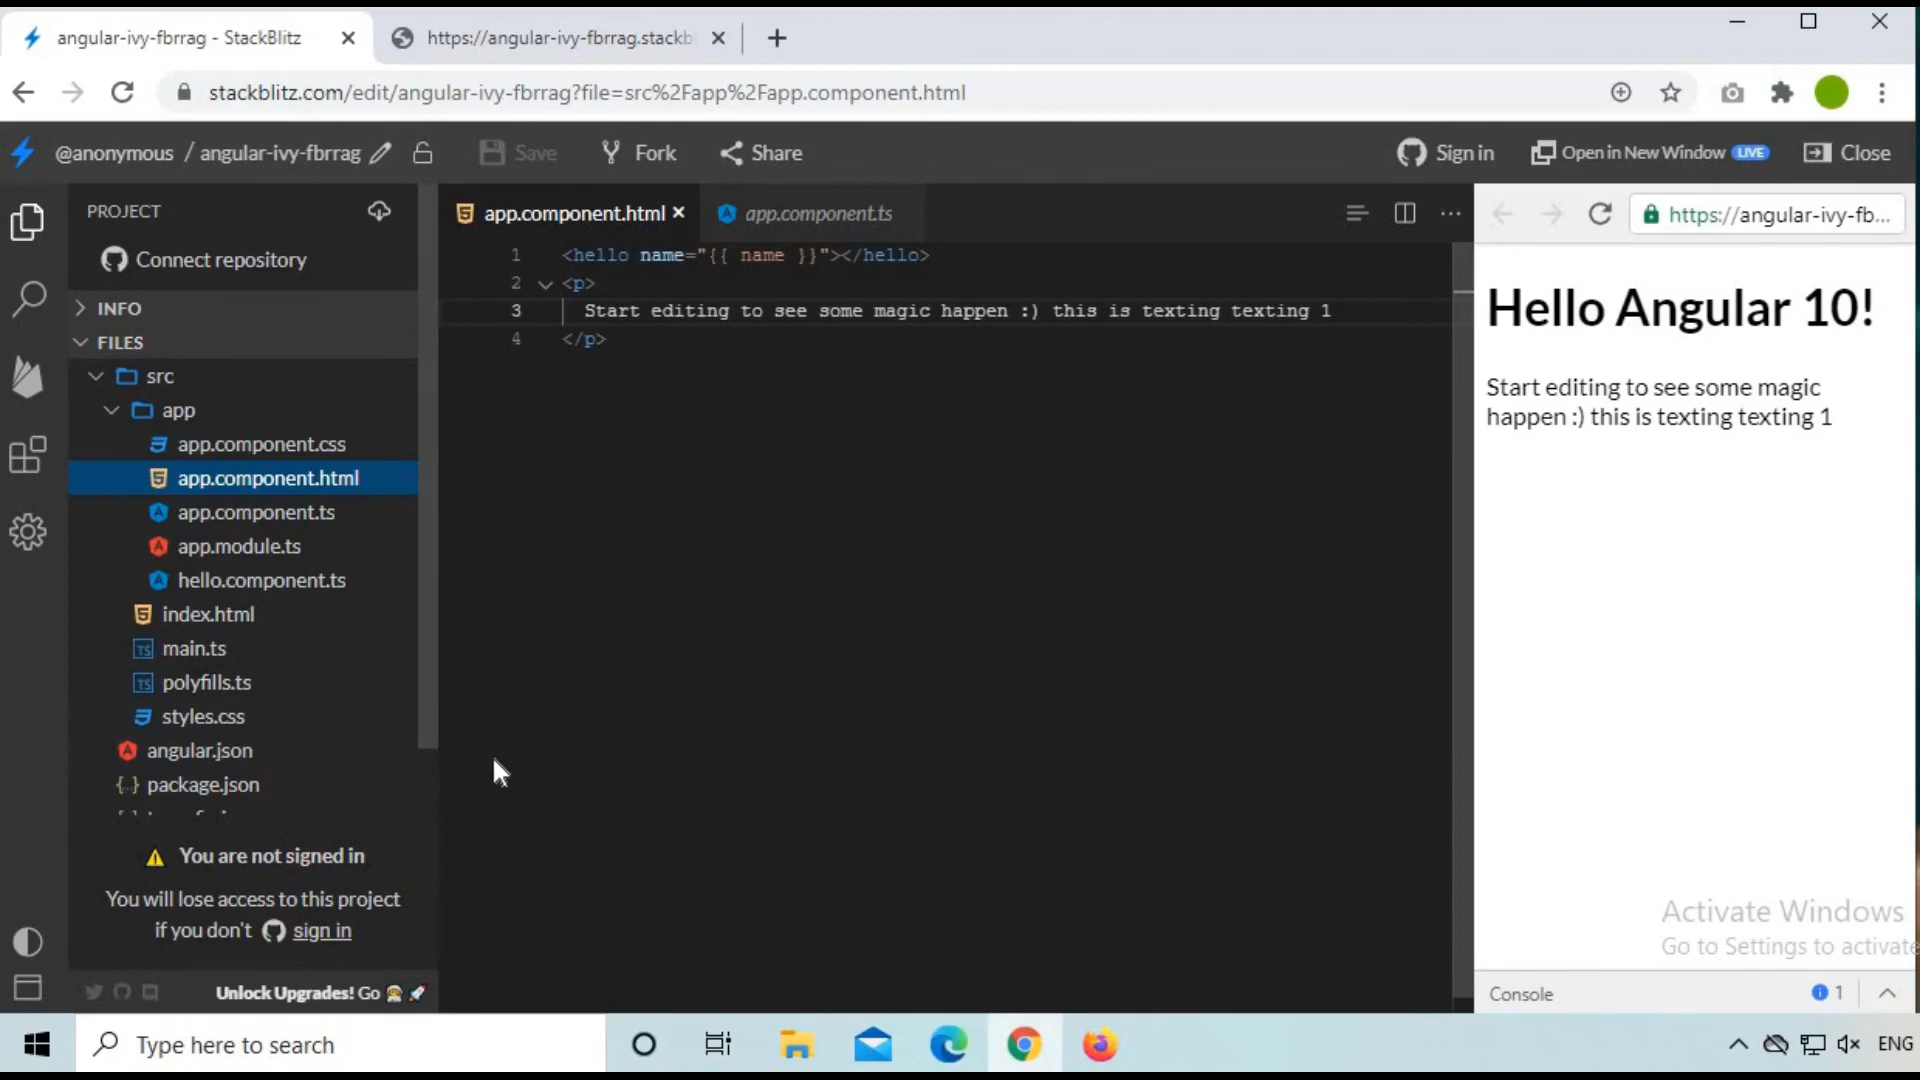 angular-ivy-fbrrag - StackBlitz
https://angular-ivy-fbrrag.stackb
stackblitz.com/edit/angular-ivy-fbrrag?file=src%2Fapp%2Fapp.component.html
@anonymous / angular-ivy-fbrrag
Save
Fork
Share
Sign in
Open in New Window LIVE
Close
PROJECT
Connect repository
INFO
FILES
src
app
app.component.css
app.component.html
app.component.ts
app.module.ts
hello.component.ts
index.html
main.ts
polyfills.ts
styles.css
angular.json
package.json
You are not signed in
You will lose access to this project
if you don't sign in
Unlock Upgrades! Go
app.component.html
app.component.ts
1 <hello name="{{ name }}"></hello>
2 <p>
3 Start editing to see some magic happen :) this is texting texting 1
4 </p>
https://angular-ivy-fb...
Hello Angular 10!
Start editing to see some magic
happen :) this is texting texting 1
Activate Windows
Go to Settings to activate
Console
1
Type here to search
ENG